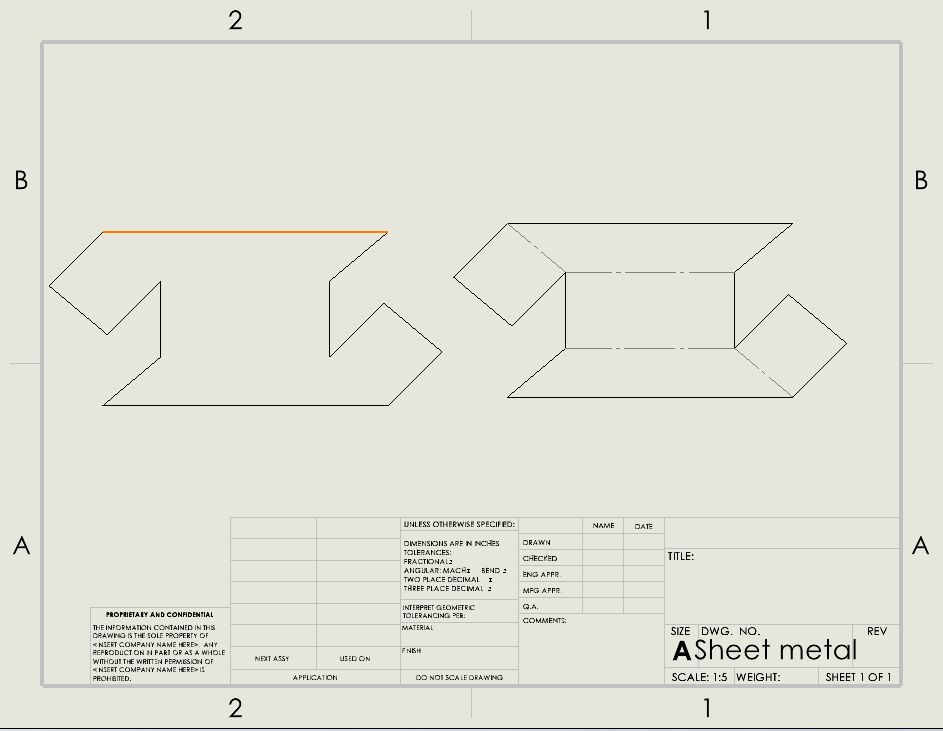 2 1
B B
A A
UNLESS OTHERWISE SPECIFIED:
DIMENSIONS ARE IN INCHES
TOLERANCES:
FRACTIONAL±
ANGULAR: MACH± BEND ±
TWO PLACE DECIMAL ±
THREE PLACE DECIMAL ±
INTERPRET GEOMETRIC
TOLERANCING PER:
MATERIAL
FINISH
DO NOT SCALE DRAWING
NAME DATE
DRAWN
CHECKED
ENG APPR.
MFG APPR.
Q.A.
COMMENTS:
TITLE:
SIZE DWG. NO. REV
A Sheet metal
SCALE: 1:5 WEIGHT: SHEET 1 OF 1
PROPRIETARY AND CONFIDENTIAL
THE INFORMATION CONTAINED IN THIS
DRAWING IS THE SOLE PROPERTY OF
<INSERT COMPANY NAME HERE>. ANY
REPRODUCTION IN PART OR AS A WHOLE
WITHOUT THE WRITTEN PERMISSION OF
<INSERT COMPANY NAME HERE> IS
PROHIBITED.
NEXT ASSY USED ON
APPLICATION
2 1